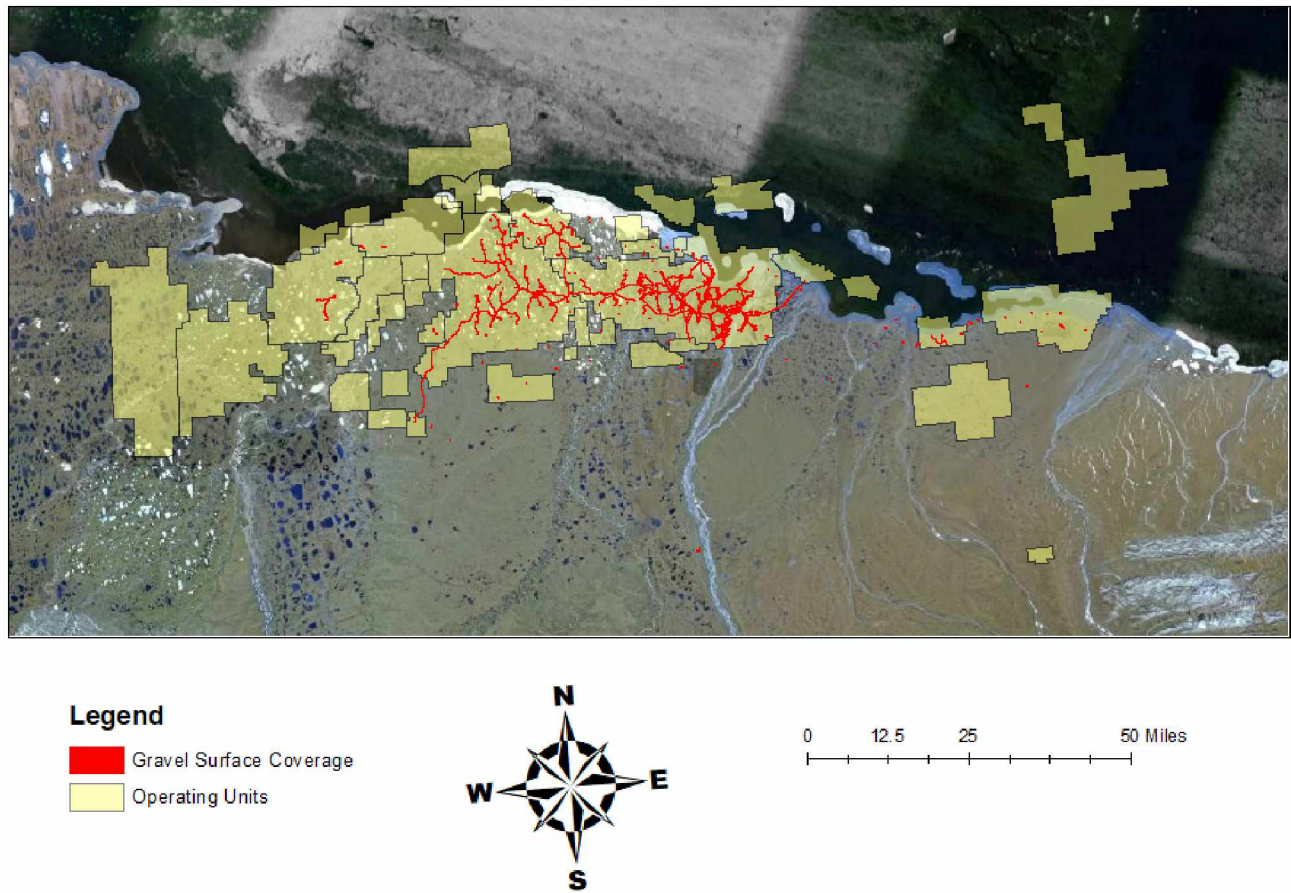 Legend
Gravel Surface Coverage
Operating Units
N
W
E
S
0 12.5 25 50 Miles